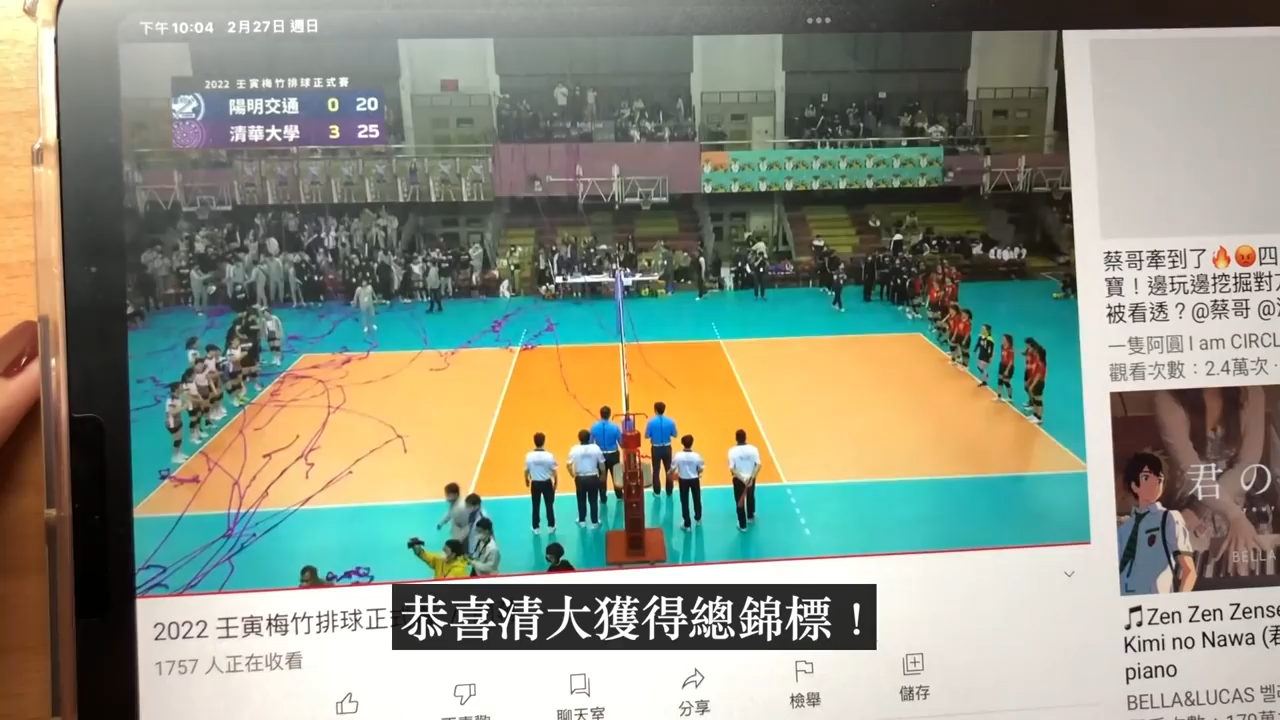 下午10:04 2月27日 週日
2022 壬寅梅竹排球正式賽
陽明交通 0 20
清華大學 3 25
蔡哥牽到了🔥😡四
寶！邊玩邊挖掘對
被看透？@蔡哥 @
一隻阿圓 I am CIRCL
觀看次數：2.4萬次·
君の
BELLA
2022 壬寅梅竹排球正
恭喜清大獲得總錦標！
1757 人正在收看
聊天室
分享
檢舉
儲存
🎵Zen Zen Zense
Kimi no Nawa (君
piano
BELLA&LUCAS